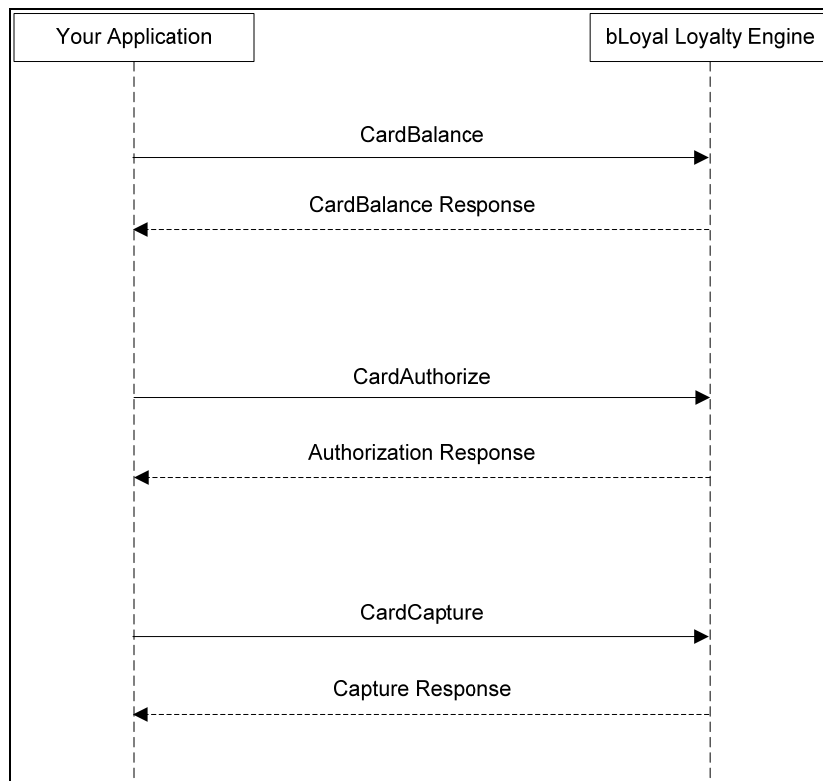 Your Application
bLoyal Loyalty Engine
CardBalance
CardBalance Response
CardAuthorize
Authorization Response
CardCapture
Capture Response